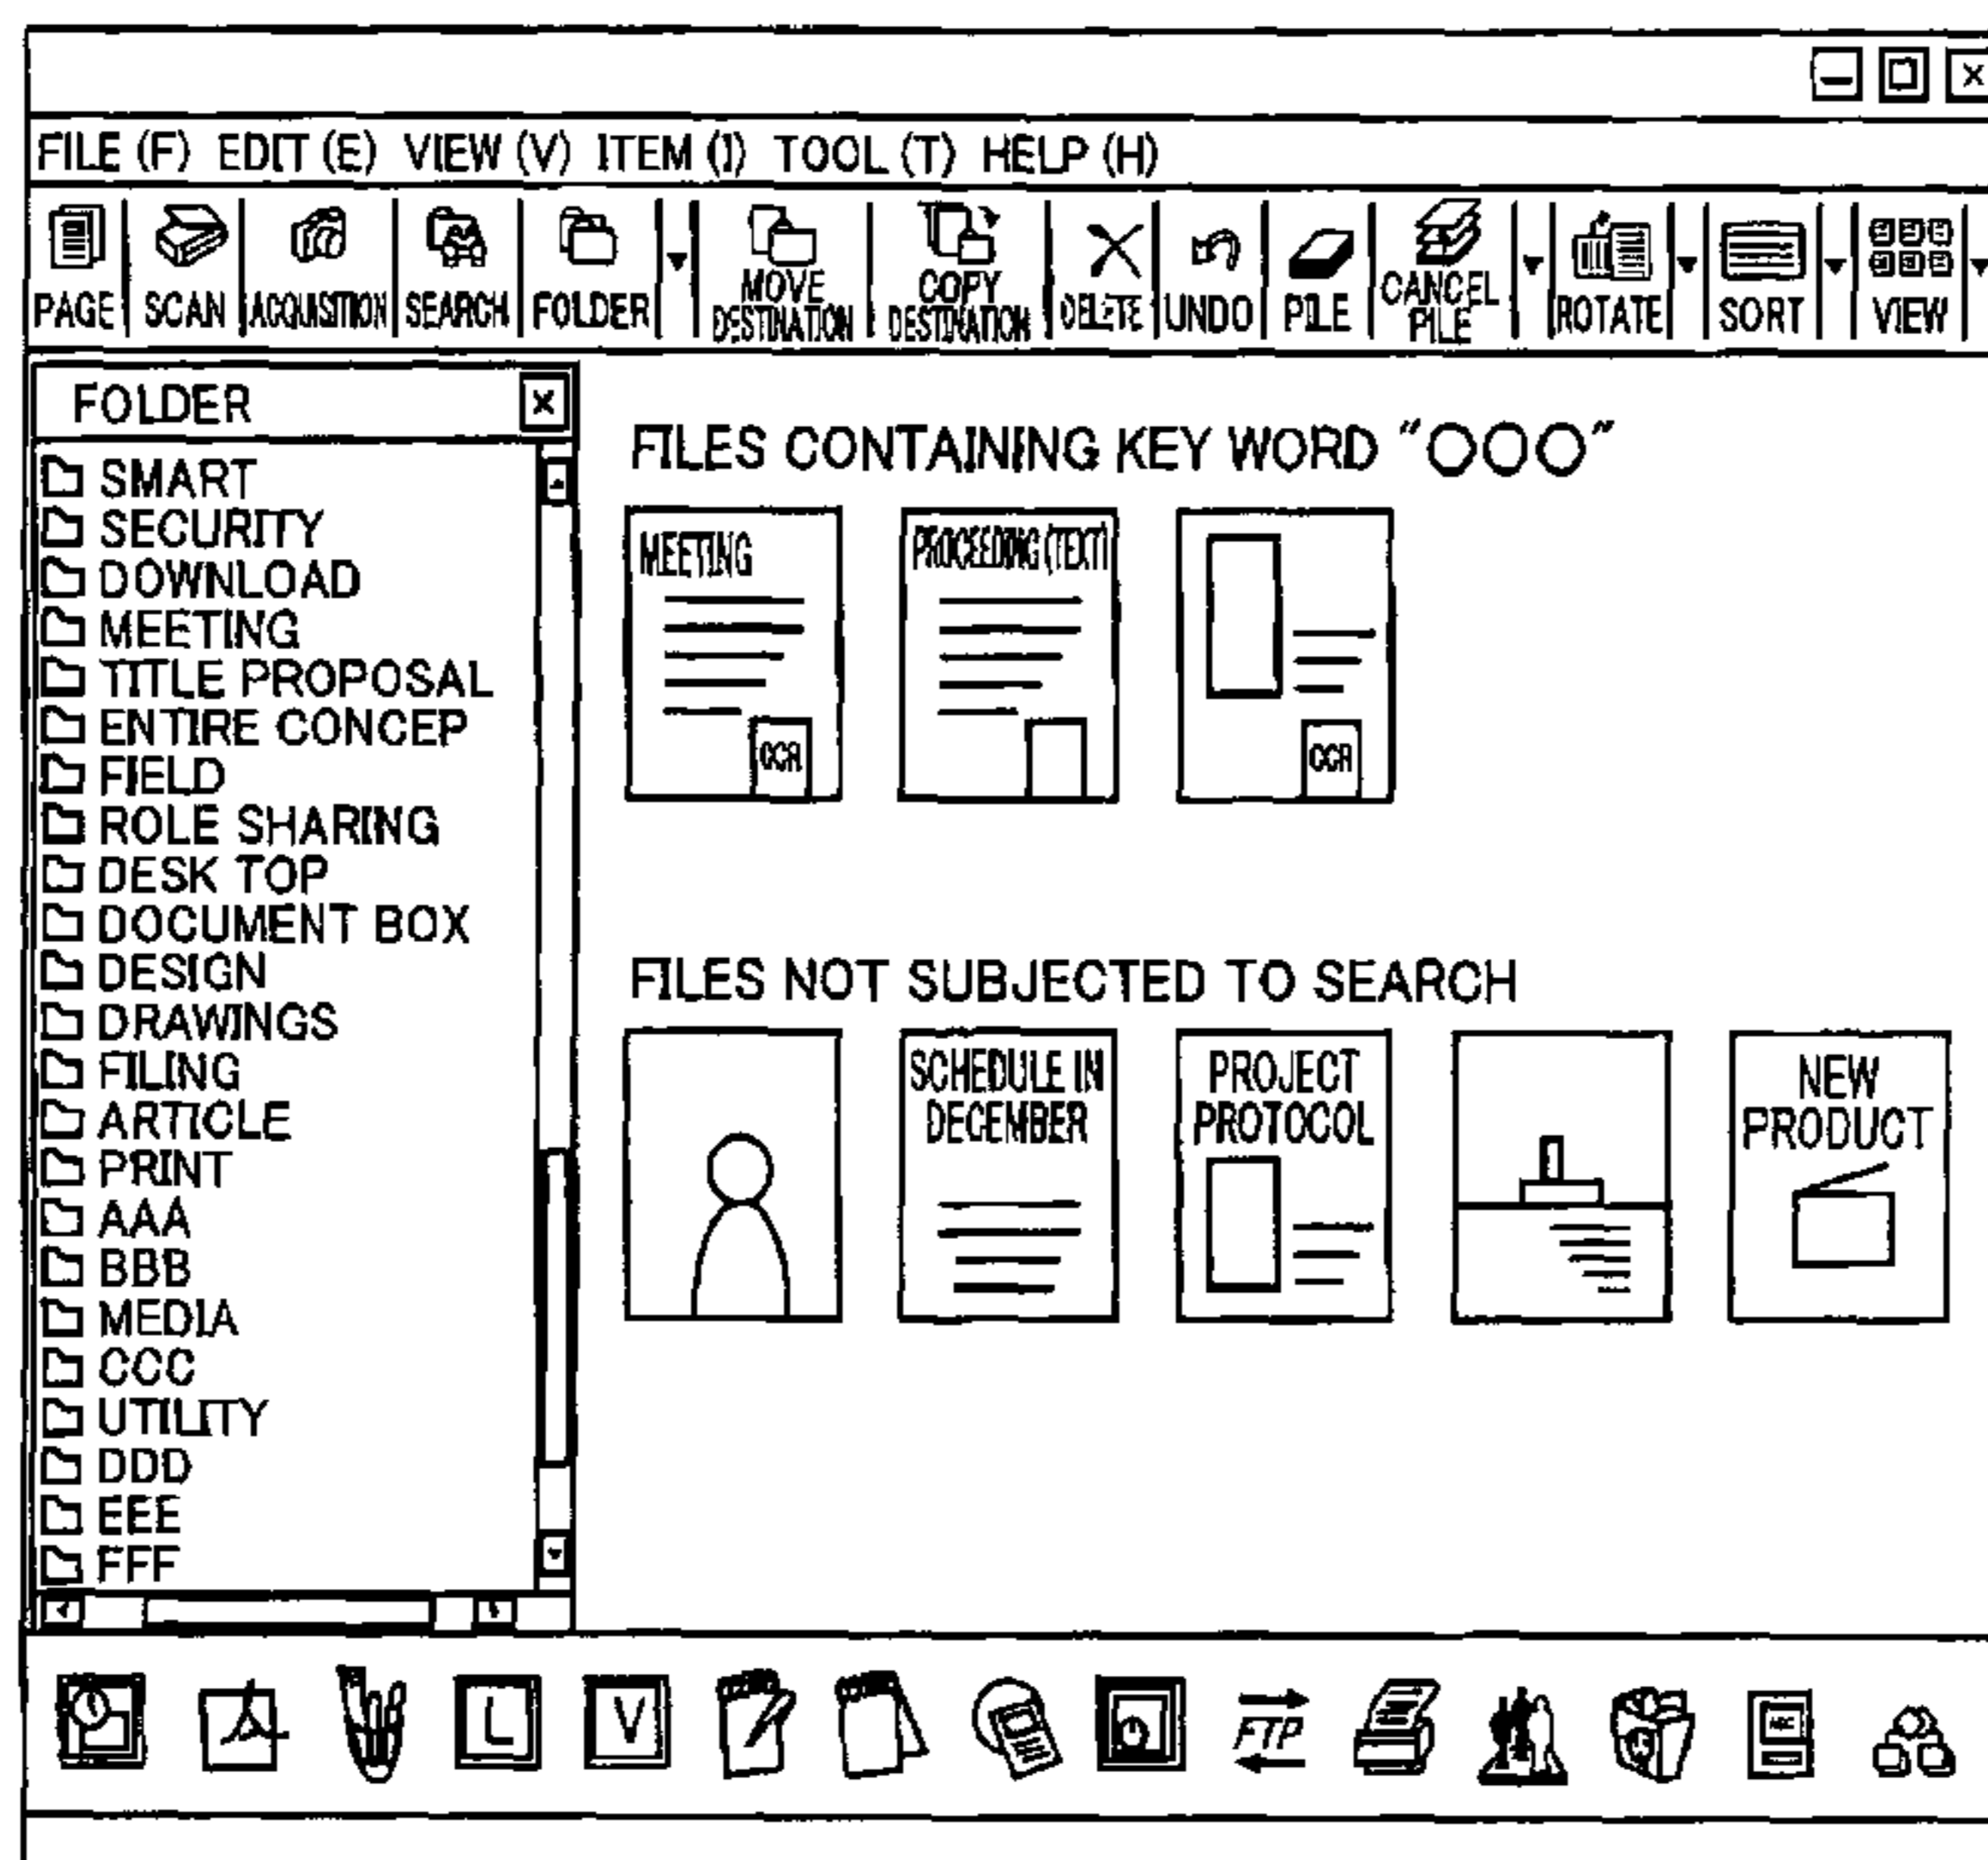 FILE (F) EDIT (E) VIEW (V) ITEM (I) TOOL (T) HELP (H)
PAGE SCAN ACQUISITION SEARCH FOLDER MOVE DESTINATION COPY DESTINATION DELETE UNDO PILE CANCEL PILE ROTATE SORT VIEW
FOLDER
SMART
SECURITY
DOWNLOAD
MEETING
TITLE PROPOSAL
ENTIRE CONCEP
FIELD
ROLE SHARING
DESK TOP
DOCUMENT BOX
DESIGN
DRAWINGS
FILING
ARTICLE
PRINT
AAA
BBB
MEDIA
CCC
UTILITY
DDD
EEE
FFF
FILES CONTAINING KEY WORD "○○○"
MEETING
PROCEEDING (TEXT)
OCR
OCR
FILES NOT SUBJECTED TO SEARCH
SCHEDULE IN
DECEMBER
PROJECT
PROTOCOL
NEW
PRODUCT
L
V
FTP